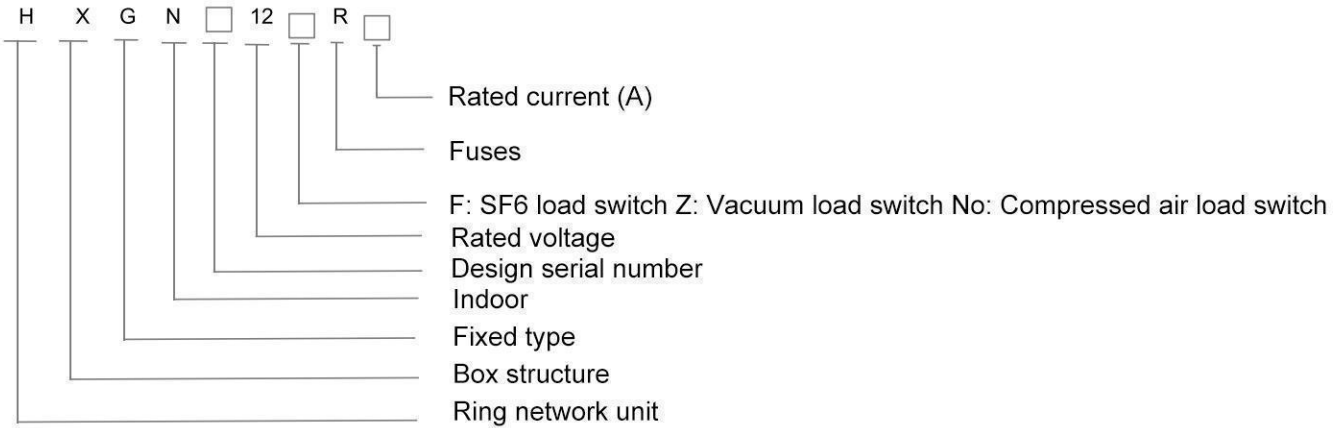 H X G N □ 12 □ R □
Rated current (A)
Fuses
F: SF6 load switch Z: Vacuum load switch No: Compressed air load switch
Rated voltage
Design serial number
Indoor
Fixed type
Box structure
Ring network unit